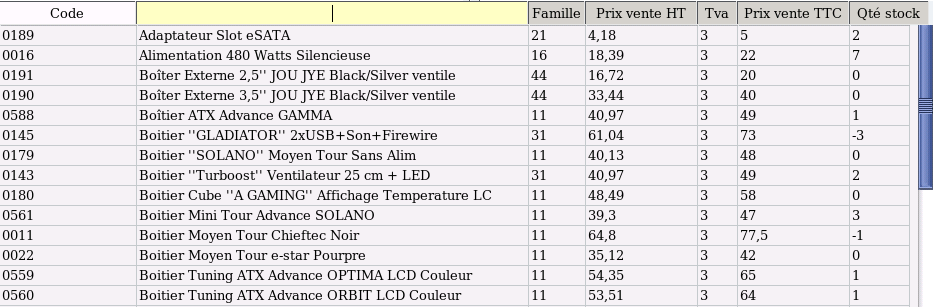 Code Famille Prix vente HT Tva Prix vente TTC Qté stock
0189 Adaptateur Slot eSATA 21 4,18 3 5 2
0016 Alimentation 480 Watts Silencieuse 16 18,39 3 22 7
0191 Boîter Externe 2,5'' JOU JYE Black/Silver ventile 44 16,72 3 20 0
0190 Boîter Externe 3,5'' JOU JYE Black/Silver ventile 44 33,44 3 40 0
0588 Boitier ATX Advance GAMMA 11 40,97 3 49 1
0145 Boitier ''GLADIATOR'' 2xUSB+Son+Firewire 31 61,04 3 73 -3
0179 Boitier ''SOLANO'' Moyen Tour Sans Alim 11 40,13 3 48 0
0143 Boitier ''Turboost'' Ventilateur 25 cm + LED 31 40,97 3 49 2
0180 Boitier Cube ''A GAMING'' Affichage Temperature LC 11 48,49 3 58 0
0561 Boitier Mini Tour Advance SOLANO 11 39,3 3 47 3
0011 Boitier Moyen Tour Chieftec Noir 11 64,8 3 77,5 -1
0022 Boitier Moyen Tour e-star Pourpre 11 35,12 3 42 0
0559 Boitier Tuning ATX Advance OPTIMA LCD Couleur 11 54,35 3 65 1
0560 Boitier Tuning ATX Advance ORBIT LCD Couleur 11 53,51 3 64 1